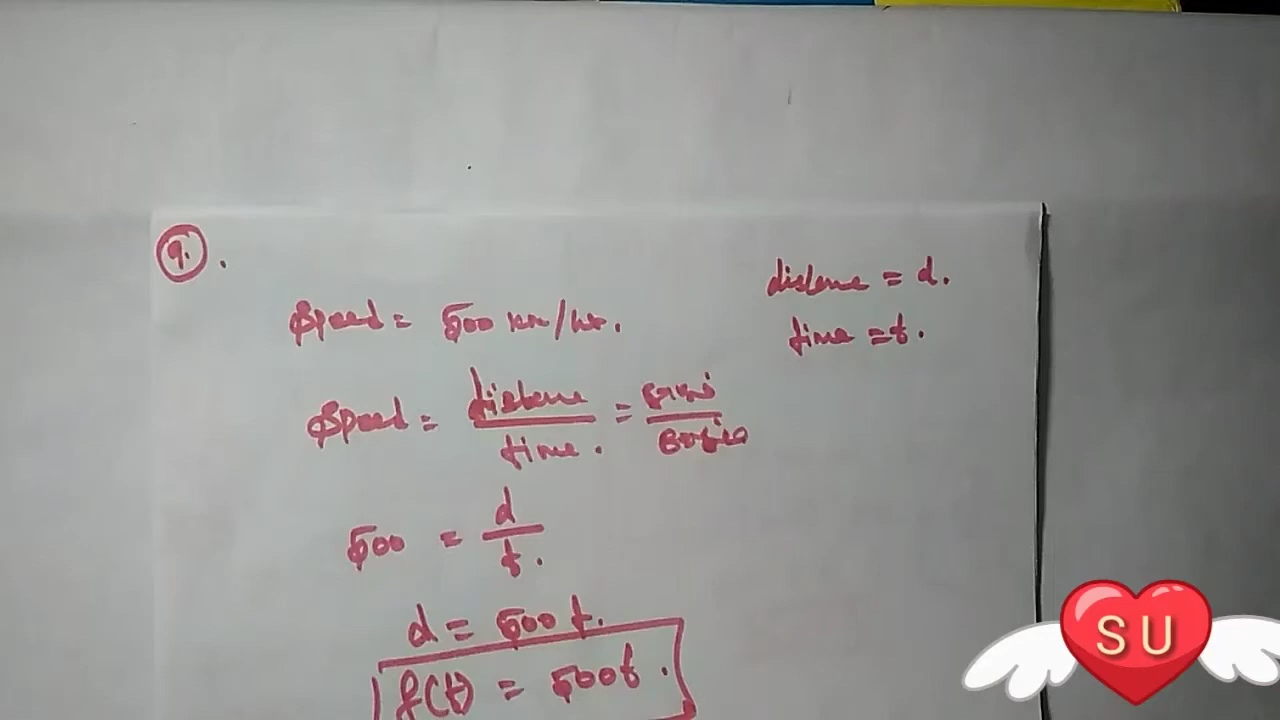 9.
distance = d.
Speed = 500 km/hr.
time = t.
Speed = distance / time. =
500 = d / t.
d = 500 t.
f(t) = 500t.
SU